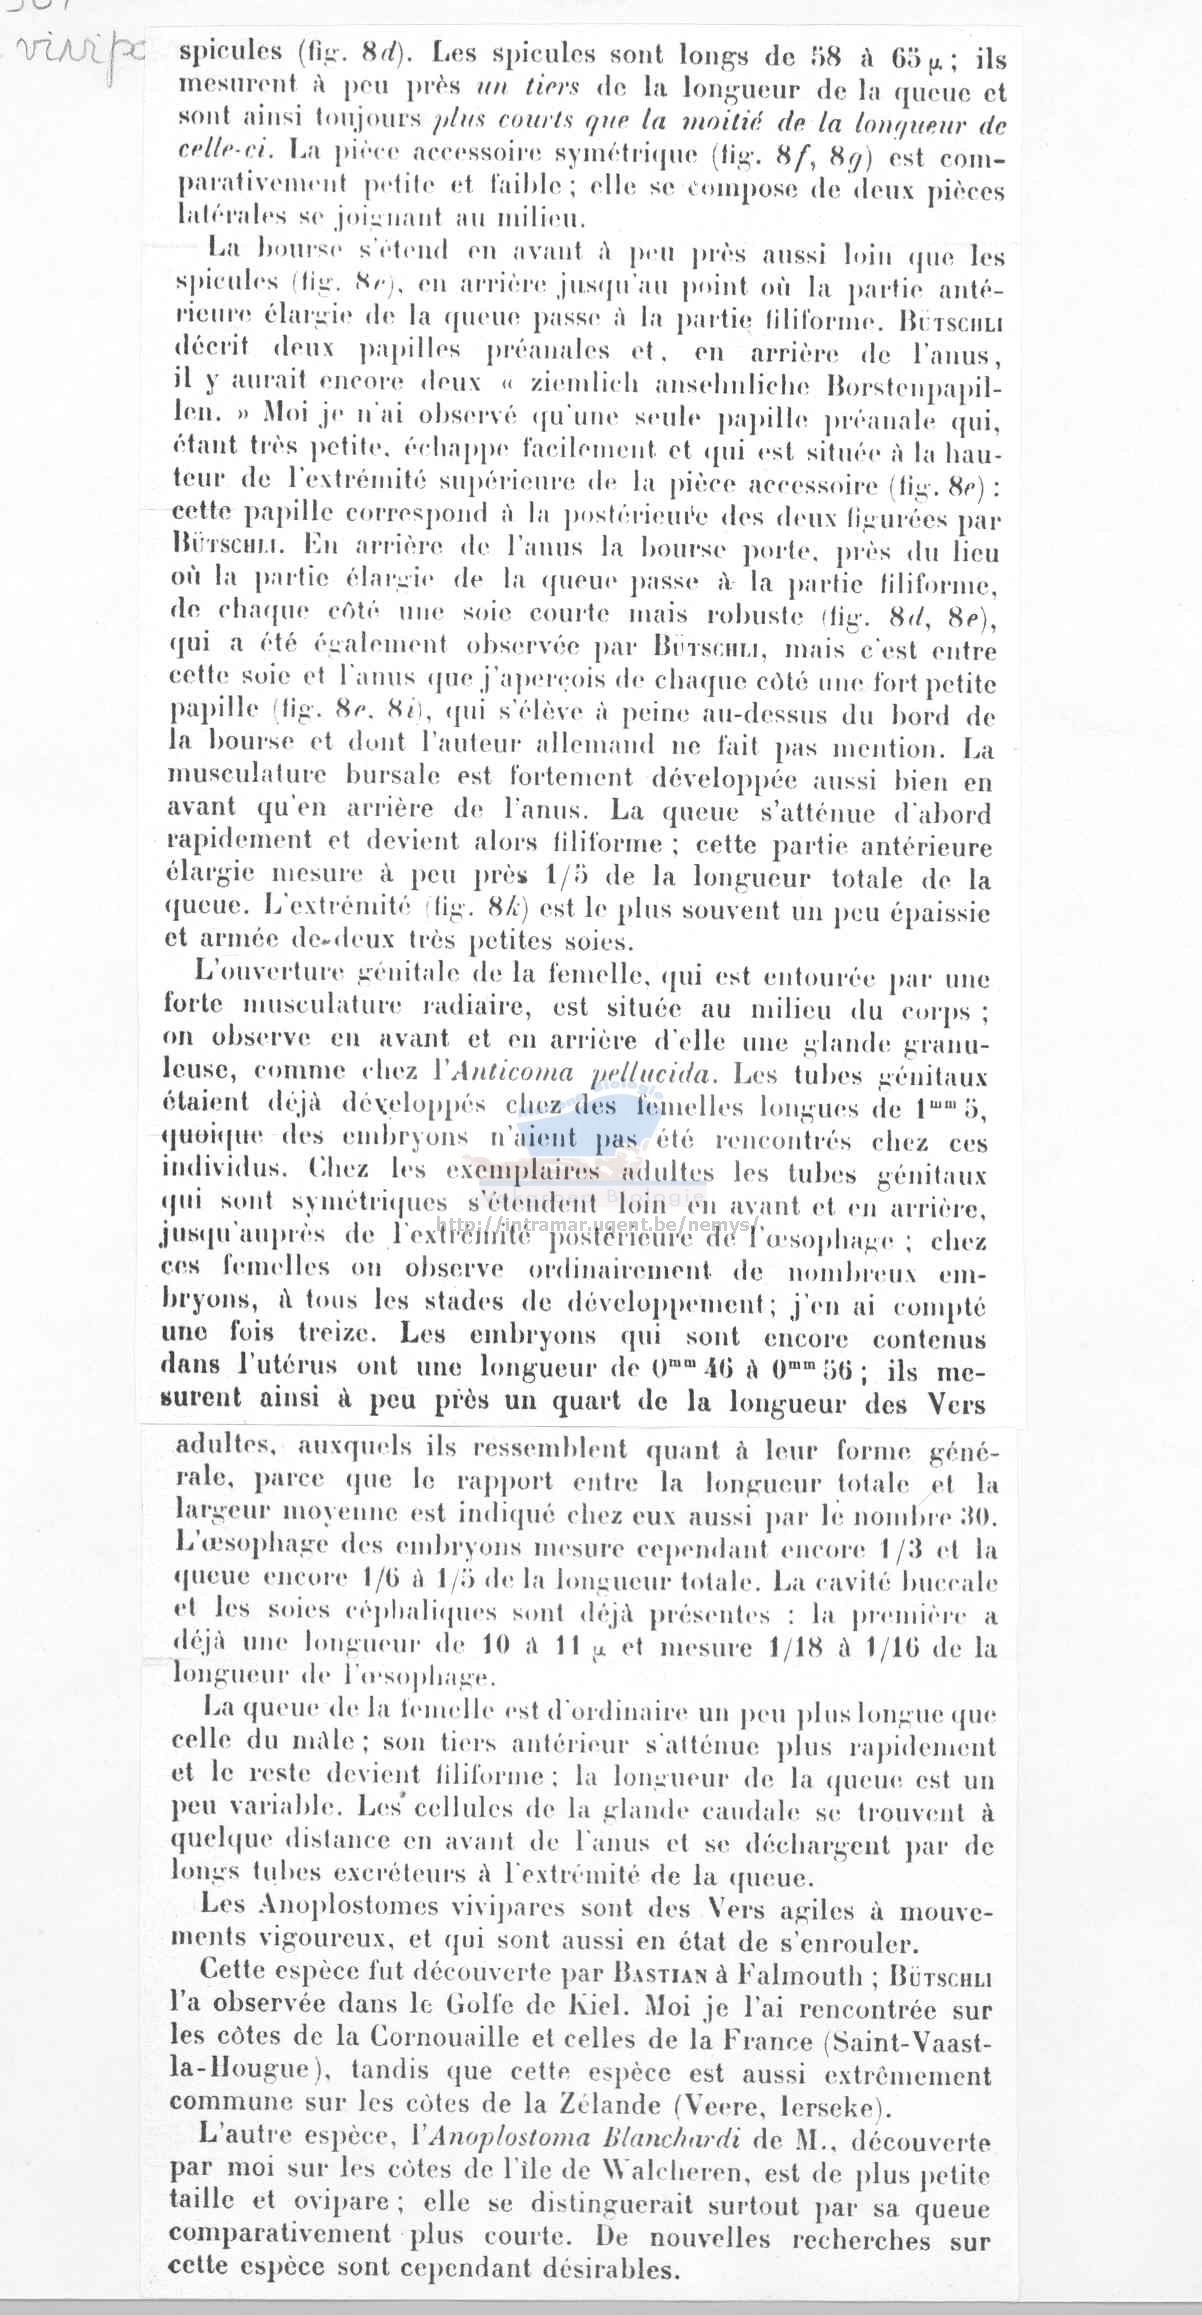 vivipa
spicules (fig. 8d). Les spicules sont longs de 58 à 65 µ; ils
mesurent à peu près un tiers de la longueur de la queue et
sont ainsi toujours plus courts que la moitié de la longueur de
celle-ci. La pièce accessoire symétrique (fig. 8f, 8g) est com-
parativement petite et faible; elle se compose de deux pièces
latérales se joignant au milieu.
La bourse s'étend en avant à peu près aussi loin que les
spicules (fig. 8e), en arrière jusqu'au point où la partie anté-
rieure élargie de la queue passe à la partie filiforme. BÜTSCHLI
décrit deux papilles préanales et, en arrière de l'anus,
il y aurait encore deux « ziemlich ansehnliche Borstenpapil-
len. » Moi je n'ai observé qu'une seule papille préanale qui,
étant très petite, échappe facilement et qui est située à la hau-
teur de l'extrémité supérieure de la pièce accessoire (fig. 8e) :
cette papille correspond à la postérieure des deux figurées par
BÜTSCHLI. En arrière de l'anus la bourse porte, près du lieu
où la partie élargie de la queue passe à la partie filiforme,
de chaque côté une soie courte mais robuste (fig. 8d, 8e),
qui a été également observée par BÜTSCHLI, mais c'est entre
cette soie et l'anus que j'aperçois de chaque côté une fort petite
papille (fig. 8e, 8i), qui s'élève à peine au-dessus du bord de
la bourse et dont l'auteur allemand ne fait pas mention. La
musculature bursale est fortement développée aussi bien en
avant qu'en arrière de l'anus. La queue s'atténue d'abord
rapidement et devient alors filiforme; cette partie antérieure
élargie mesure à peu près 1/5 de la longueur totale de la
queue. L'extrémité (fig. 8k) est le plus souvent un peu épaissie
et armée de deux très petites soies.
L'ouverture génitale de la femelle, qui est entourée par une
forte musculature radiaire, est située au milieu du corps;
on observe en avant et en arrière d'elle une glande granu-
leuse, comme chez l'Anticoma pellucida. Les tubes génitaux
étaient déjà développés chez des femelles longues de 1ᵐᵐ5,
quoique des embryons n'aient pas été rencontrés chez ces
individus. Chez les exemplaires adultes les tubes génitaux
qui sont symétriques s'étendent loin en avant et en arrière,
http://intramar.ugent.be/nemys/
jusqu'auprès de l'extrémité postérieure de l'œsophage; chez
ces femelles on observe ordinairement de nombreux em-
bryons, à tous les stades de développement; j'en ai compté
une fois treize. Les embryons qui sont encore contenus
dans l'utérus ont une longueur de 0ᵐᵐ46 à 0ᵐᵐ56; ils me-
surent ainsi à peu près un quart de la longueur des Vers
adultes, auxquels ils ressemblent quant à leur forme géné-
rale, parce que le rapport entre la longueur totale et la
largeur moyenne est indiqué chez eux aussi par le nombre 30.
L'œsophage des embryons mesure cependant encore 1/3 et la
queue encore 1/6 à 1/5 de la longueur totale. La cavité buccale
et les soies céphaliques sont déjà présentes : la première a
déjà une longueur de 10 à 11 µ et mesure 1/18 à 1/16 de la
longueur de l'œsophage.
La queue de la femelle est d'ordinaire un peu plus longue que
celle du mâle; son tiers antérieur s'atténue plus rapidement
et le reste devient filiforme; la longueur de la queue est un
peu variable. Les cellules de la glande caudale se trouvent à
quelque distance en avant de l'anus et se déchargent par de
longs tubes excréteurs à l'extrémité de la queue.
Les Anoplostomes vivipares sont des Vers agiles à mouve-
ments vigoureux, et qui sont aussi en état de s'enrouler.
Cette espèce fut découverte par BASTIAN à Falmouth; BÜTSCHLI
l'a observée dans le Golfe de Kiel. Moi je l'ai rencontrée sur
les côtes de la Cornouaille et celles de la France (Saint-Vaast-
la-Hougue), tandis que cette espèce est aussi extrêmement
commune sur les côtes de la Zélande (Veere, Ierseke).
L'autre espèce, l'Anoplostoma Blanchardi de M., découverte
par moi sur les côtes de l'île de Walcheren, est de plus petite
taille et ovipare; elle se distinguerait surtout par sa queue
comparativement plus courte. De nouvelles recherches sur
cette espèce sont cependant désirables.